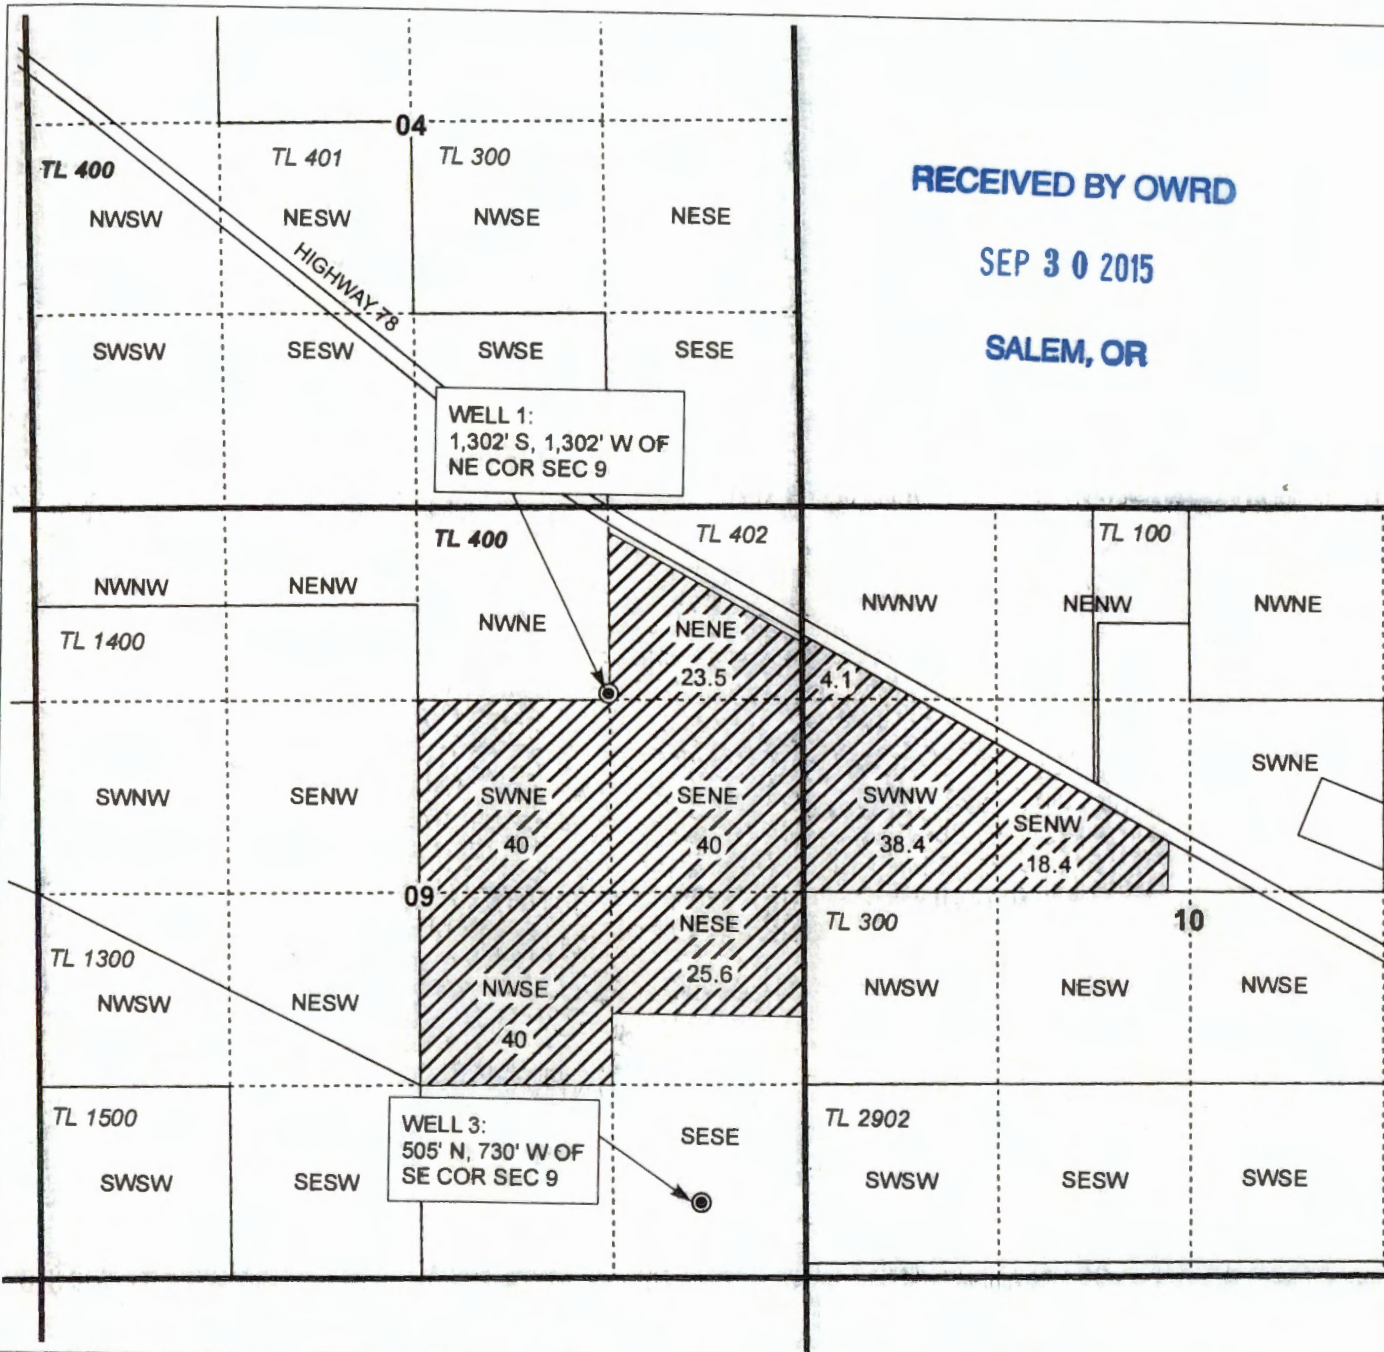 04
TL 400
TL 401
TL 300
NWSW
NESW
NWSE
NESE
HIGHWAY 78
SWSW
SESW
SWSE
SESE
RECEIVED BY OWRD
SEP 30 2015
SALEM, OR
WELL 1:
1,302' S, 1,302' W OF
NE COR SEC 9
TL 400
TL 402
TL 100
NWNW
NENW
NWNE
NENE
23.5
NWNW
4.1
NENW
NWNE
TL 1400
SWNW
SENW
SWNE
40
SENE
40
SWNW
38.4
SENW
18.4
SWNE
09
10
TL 1300
NWSW
NESW
NWSE
40
NESE
25.6
TL 300
NWSW
NESW
NWSE
TL 1500
SWSW
SESW
WELL 3:
505' N, 730' W OF
SE COR SEC 9
SESE
TL 2902
SWSW
SESW
SWSE